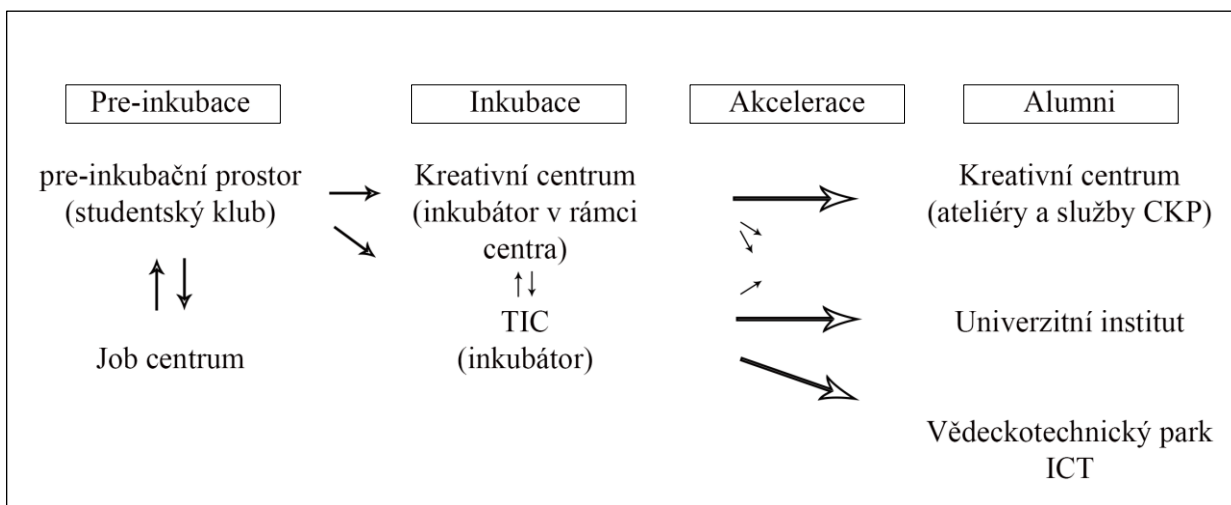 Pre-inkubace
Inkubace
Akcelerace
Alumni
pre-inkubační prostor
(studentský klub)
Job centrum
Kreativní centrum
(inkubátor v rámci
centra)
TIC
(inkubátor)
Kreativní centrum
(ateliéry a služby CKP)
Univerzitní institut
Vědeckotechnický park
ICT